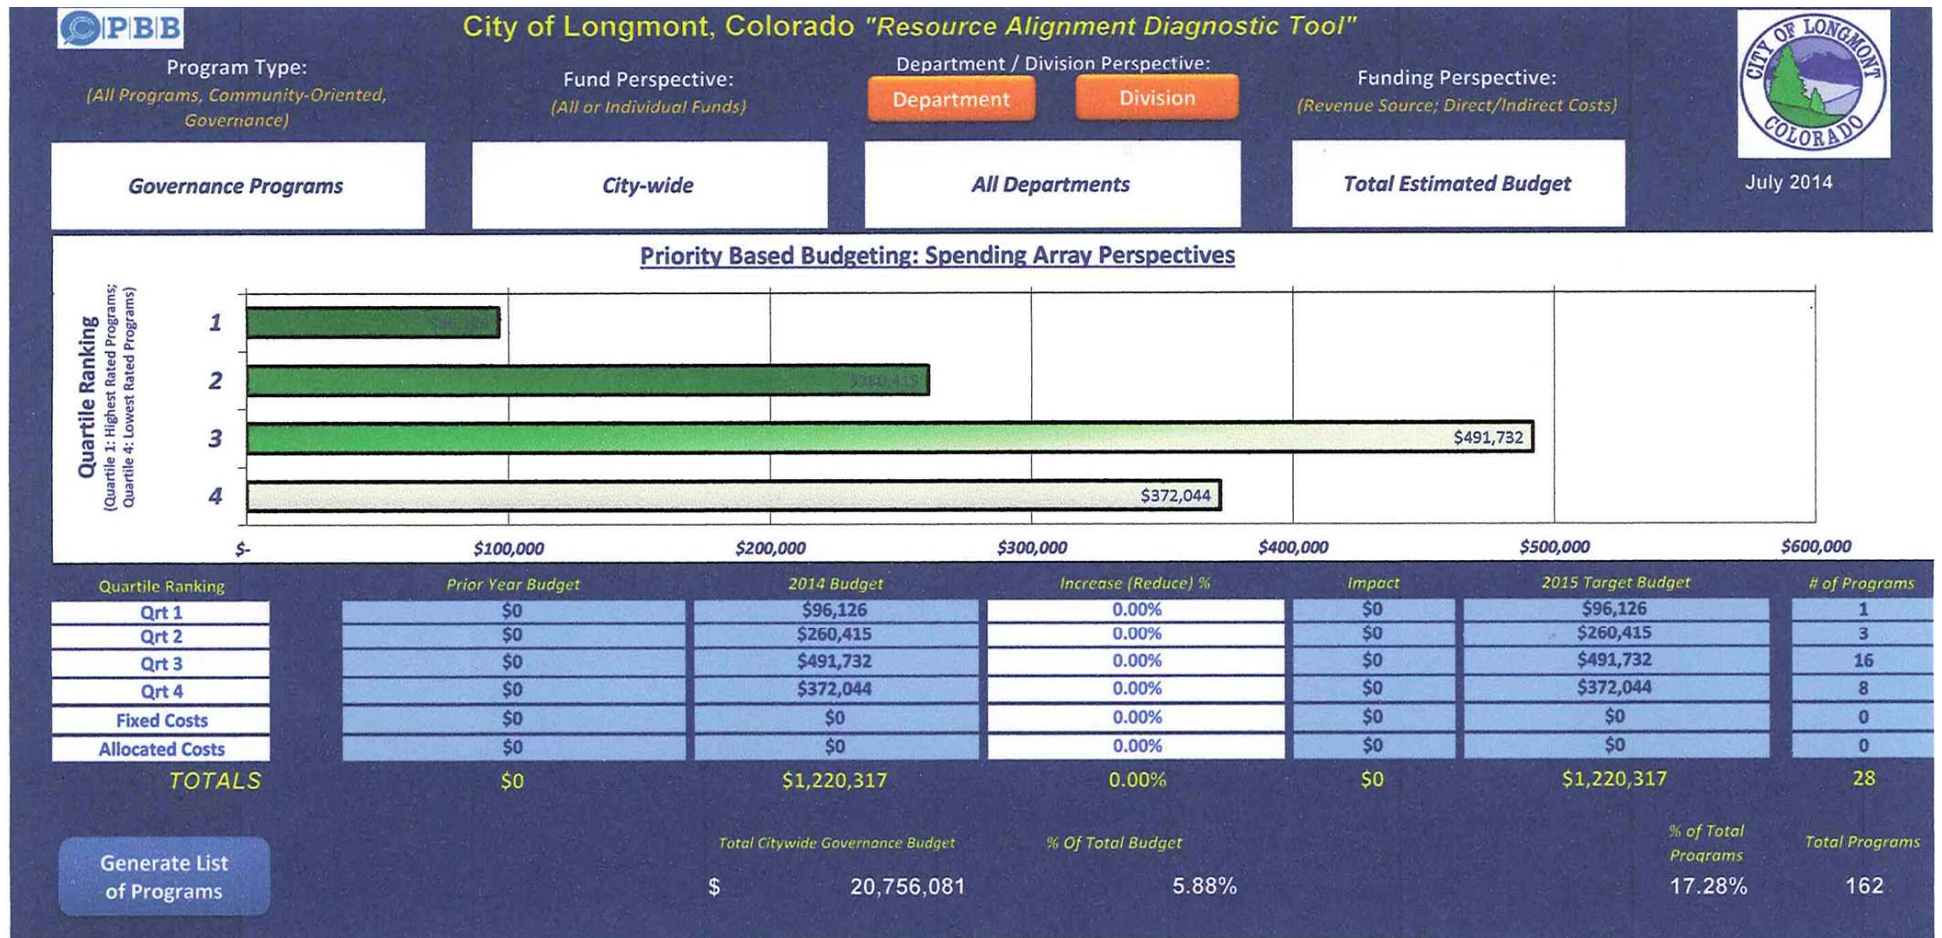 PBB
City of Longmont, Colorado "Resource Alignment Diagnostic Tool"
CITY OF LONGMONT
COLORADO
July 2014
Program Type:
(All Programs, Community-Oriented,
Governance)
Fund Perspective:
(All or Individual Funds)
Department / Division Perspective:
Department Division
Funding Perspective:
(Revenue Source; Direct/Indirect Costs)
Governance Programs City-wide All Departments Total Estimated Budget
Priority Based Budgeting: Spending Array Perspectives
Quartile Ranking
(Quartile 1: Highest Rated Programs;
Quartile 4: Lowest Rated Programs)
1
2 $260,415
3 $491,732
4 $372,044
$- $100,000 $200,000 $300,000 $400,000 $500,000 $600,000
Quartile Ranking Prior Year Budget 2014 Budget Increase (Reduce) % Impact 2015 Target Budget # of Programs
Qrt 1 $0 $96,126 0.00% $0 $96,126 1
Qrt 2 $0 $260,415 0.00% $0 $260,415 3
Qrt 3 $0 $491,732 0.00% $0 $491,732 16
Qrt 4 $0 $372,044 0.00% $0 $372,044 8
Fixed Costs $0 $0 0.00% $0 $0 0
Allocated Costs $0 $0 0.00% $0 $0 0
TOTALS $0 $1,220,317 0.00% $0 $1,220,317 28
Generate List
of Programs
Total Citywide Governance Budget % Of Total Budget
$ 20,756,081 5.88%
% of Total
Programs
17.28%
Total Programs
162